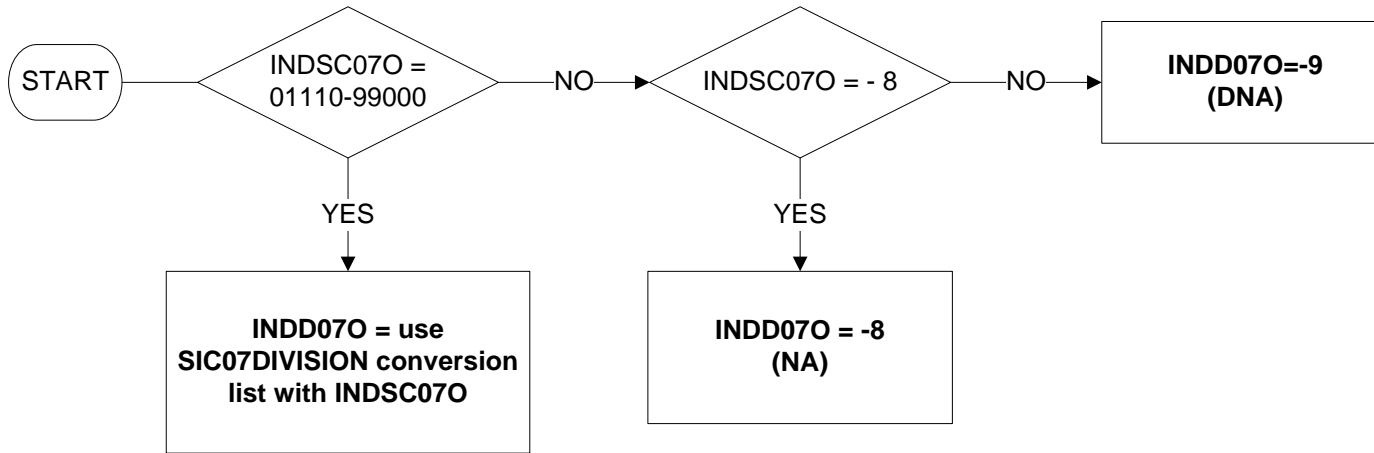 START
INDSC07O =
01110-99000
NO
INDSC07O = - 8
NO
INDD07O=-9
(DNA)
YES
YES
INDD07O = use
SIC07DIVISION conversion
list with INDSC07O
INDD07O = -8
(NA)